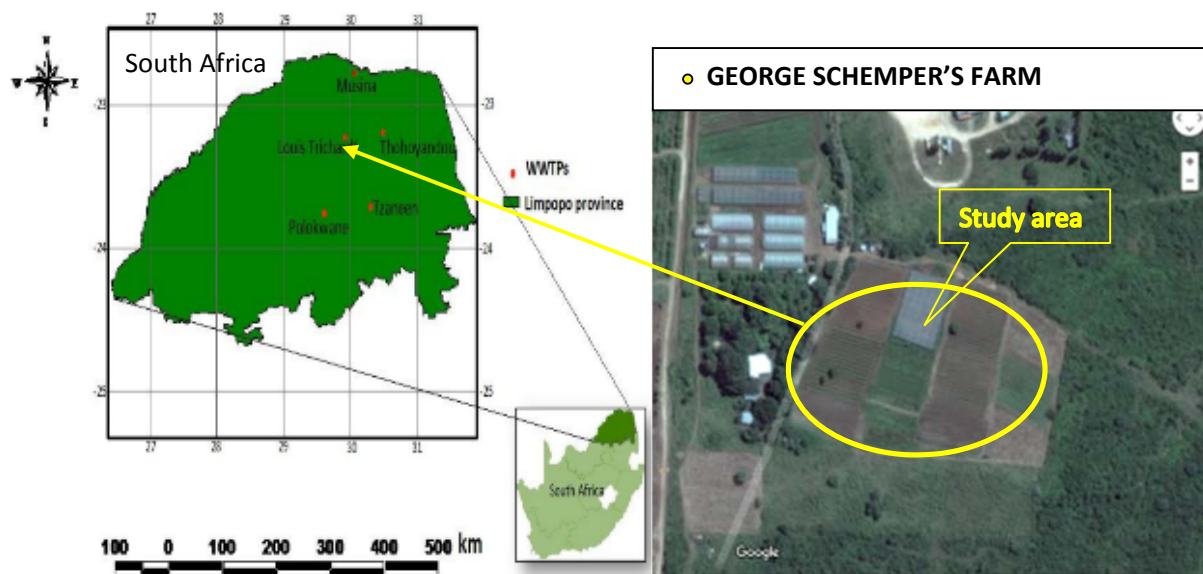 27 28 29 30 31
N
W E
S
South Africa
Musina
-23 -23
Louis Trichardt Thohoyandou
WWTPs
Limpopo province
Tzaneen
Polokwane
-24 -24
-25 -25
27 28 29 30 31
South Africa
100 0 100 200 300 400 500 km
GEORGE SCHEMPER'S FARM
+
-
Study area
Google